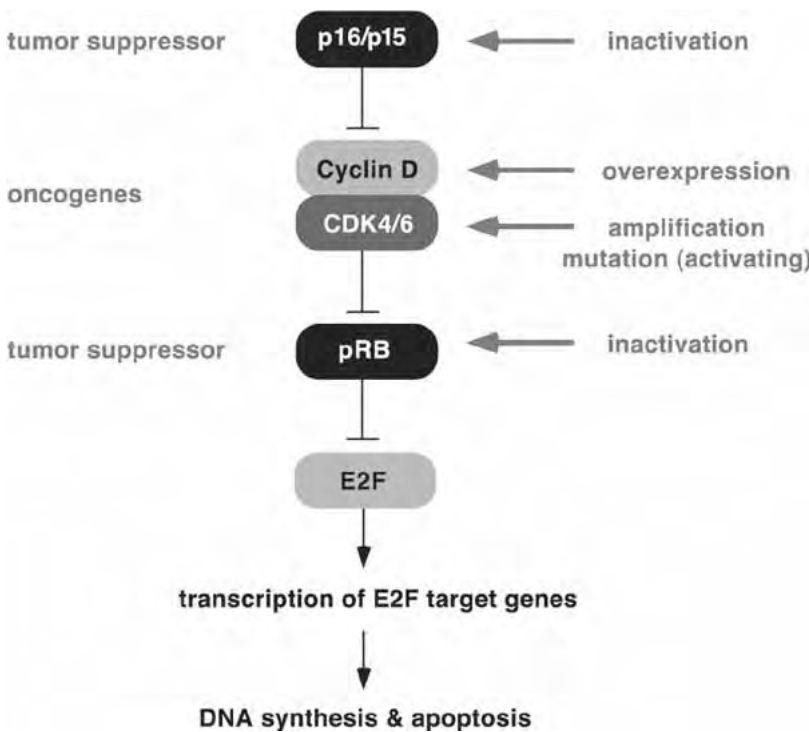 tumor suppressor p16/p15 inactivation
Cyclin D overexpression
oncogenes
CDK4/6 amplification
mutation (activating)
tumor suppressor pRB inactivation
E2F
transcription of E2F target genes
DNA synthesis & apoptosis